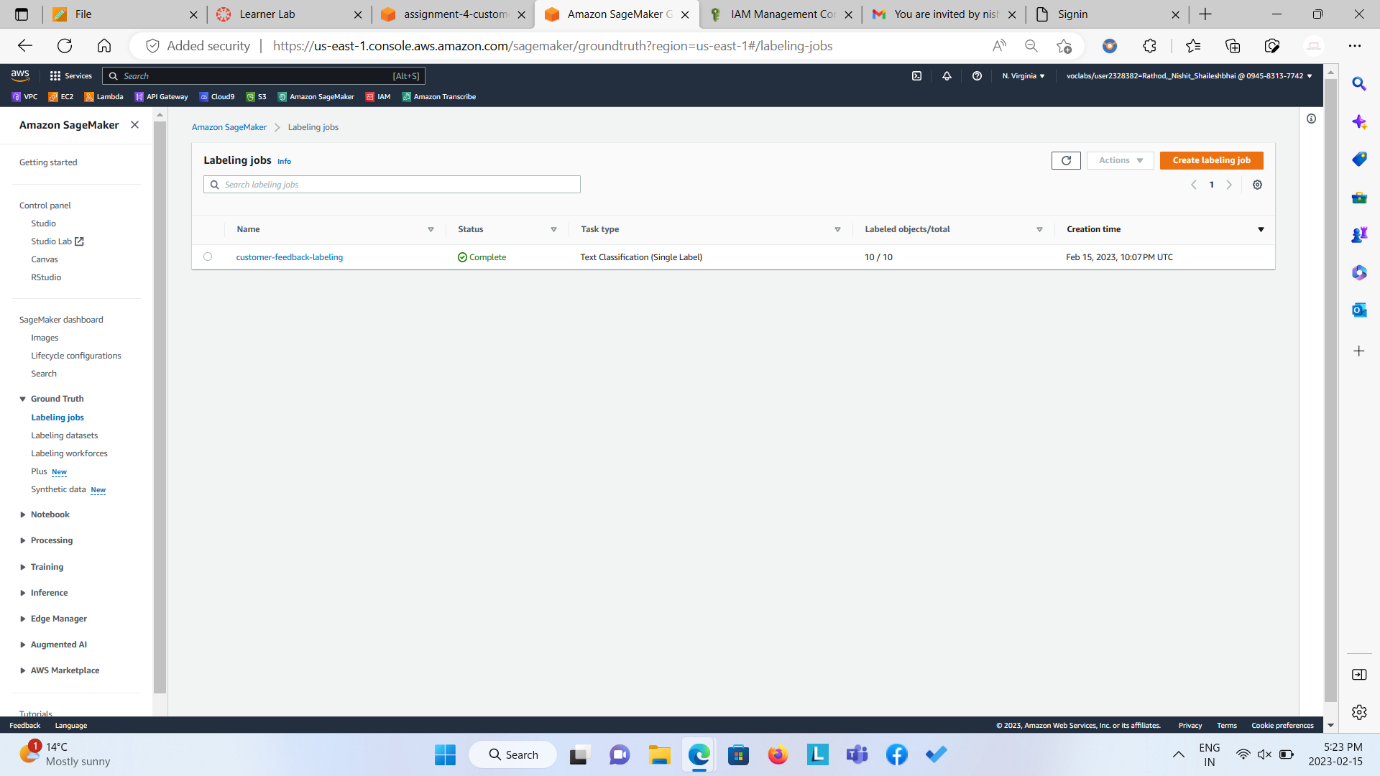 File
Learner Lab
assignment-4-custome
Amazon SageMaker G
IAM Management Con
You are invited by nish
Signin
Added security
https://us-east-1.console.aws.amazon.com/sagemaker/groundtruth?region=us-east-1#/labeling-jobs
aws
Services
Search
[Alt+S]
N. Virginia
voclabs/user2328382=Rathod,_Nishit_Shaileshbhai @ 0945-8313-7742
VPC EC2 Lambda API Gateway Cloud9 S3 Amazon SageMaker IAM Amazon Transcribe
Amazon SageMaker
Getting started
Control panel
Studio
Studio Lab
Canvas
RStudio
SageMaker dashboard
Images
Lifecycle configurations
Search
Ground Truth
Labeling jobs
Labeling datasets
Labeling workforces
Plus New
Synthetic data New
Notebook
Processing
Training
Inference
Edge Manager
Augmented AI
AWS Marketplace
Tutorials
Amazon SageMaker Labeling jobs
Labeling jobs Info
Actions
Create labeling job
Search labeling jobs
1
Name Status Task type Labeled objects/total Creation time
customer-feedback-labeling Complete Text Classification (Single Label) 10 / 10 Feb 15, 2023, 10:07 PM UTC
Feedback Language
© 2023, Amazon Web Services, Inc. or its affiliates. Privacy Terms Cookie preferences
1
14°C
Mostly sunny
Search
ENG
IN
5:23 PM
2023-02-15